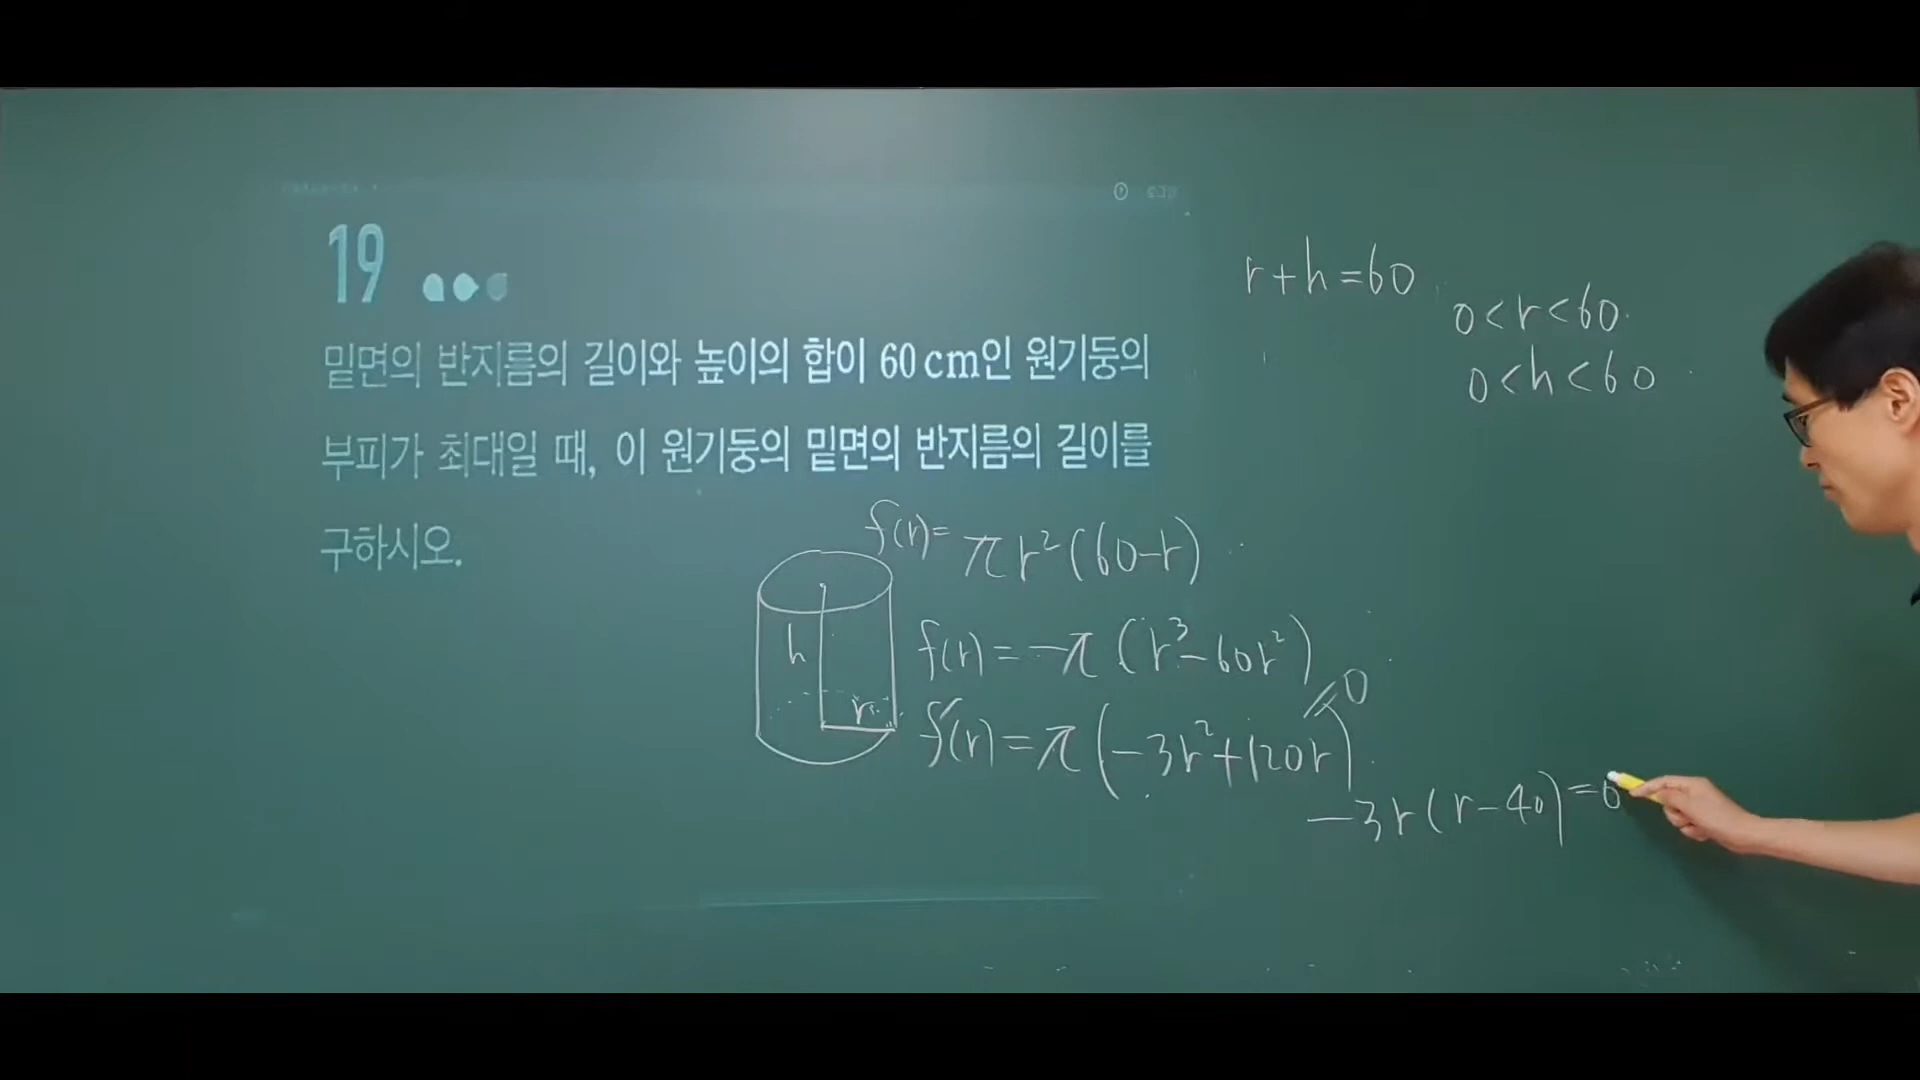 19
밑면의 반지름의 길이와 높이의 합이 60 cm인 원기둥의
부피가 최대일 때, 이 원기둥의 밑면의 반지름의 길이를
구하시오.
r+h=60
0<r<60
0<h<60
f(r)= πr²(60-r)
h
r
f(r)=-π(r³-60r²)
f'(r)=π(-3r²+120r)=0
-3r(r-40)=0